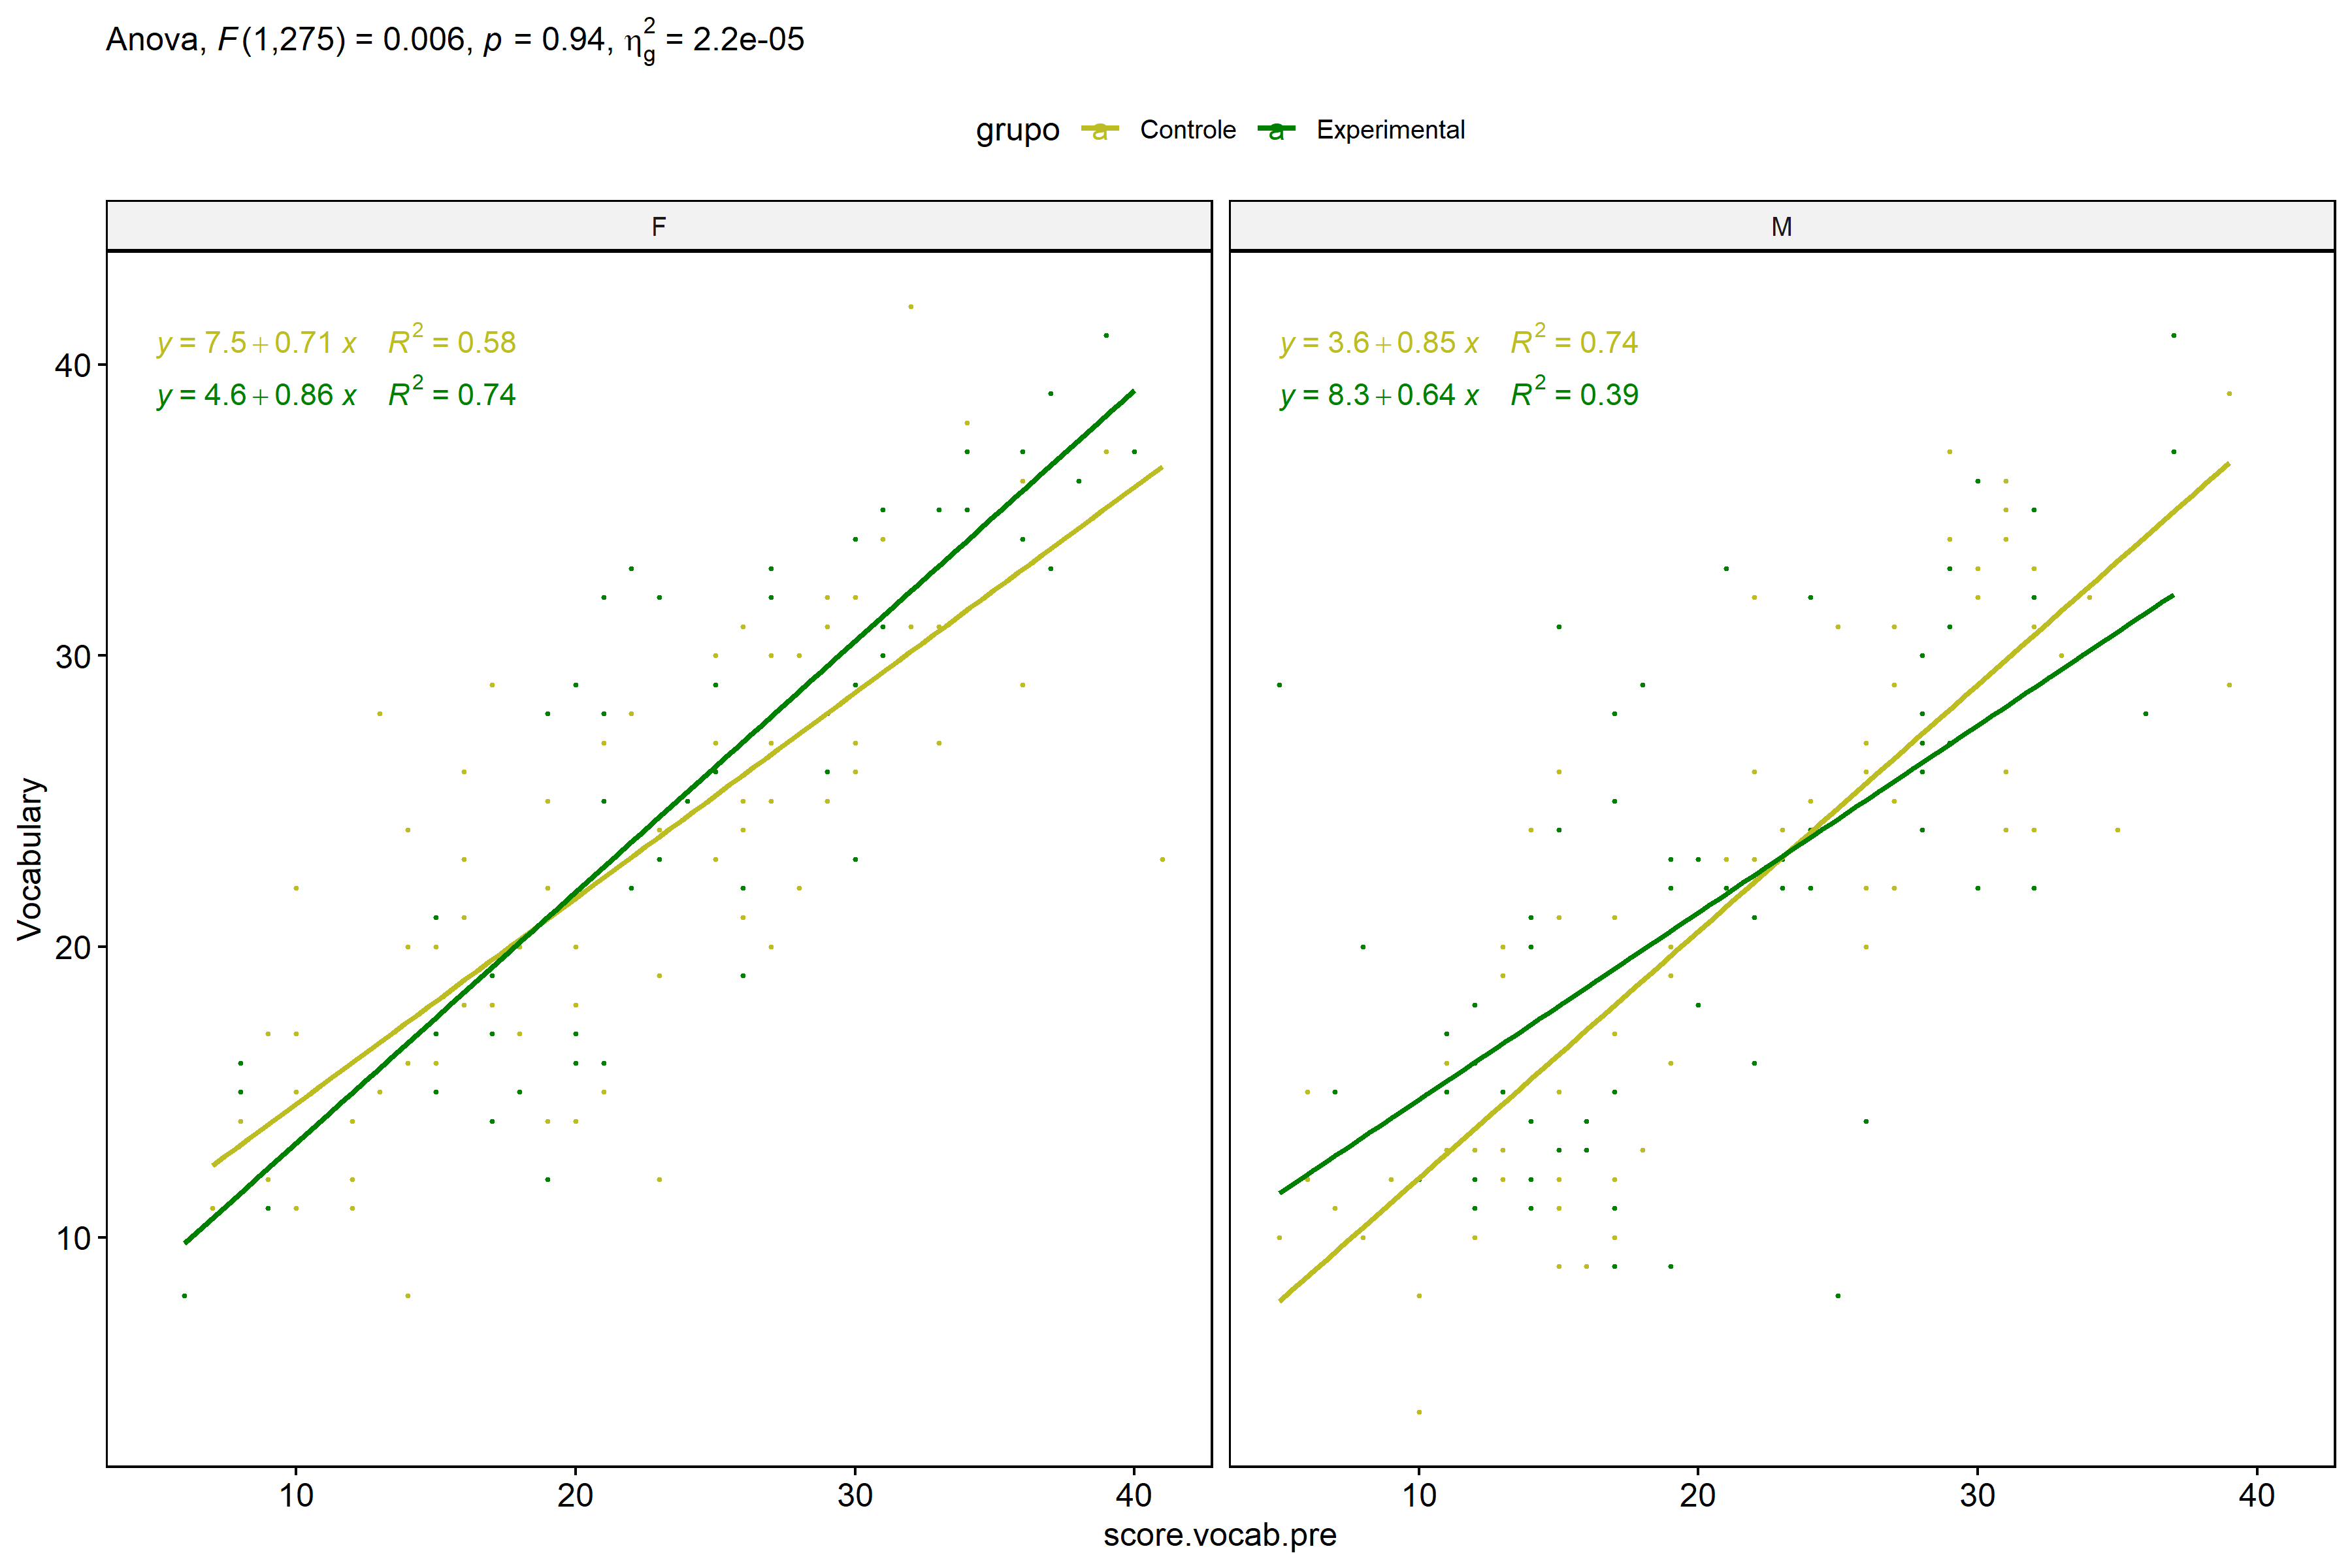 Anova, F(1,275) = 0.006, p = 0.94, η²g = 2.2e-05
grupo a Controle a Experimental
F
M
y = 7.5 + 0.71 x R² = 0.58
y = 4.6 + 0.86 x R² = 0.74
y = 3.6 + 0.85 x R² = 0.74
y = 8.3 + 0.64 x R² = 0.39
Vocabulary
40
30
20
10
10 20 30 40
10 20 30 40
score.vocab.pre